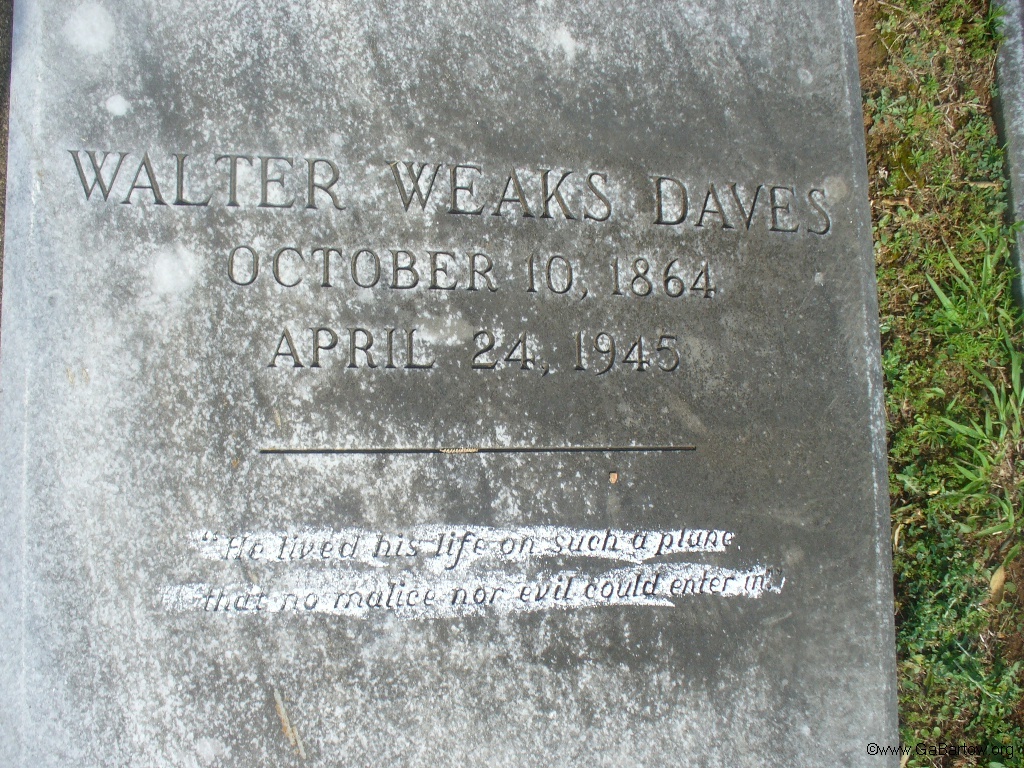 WALTER WEAKS DAVES
OCTOBER 10, 1864
APRIL 24, 1945
"He lived his life on such a plane
that no malice nor evil could enter in."
©www.GaBartow.org